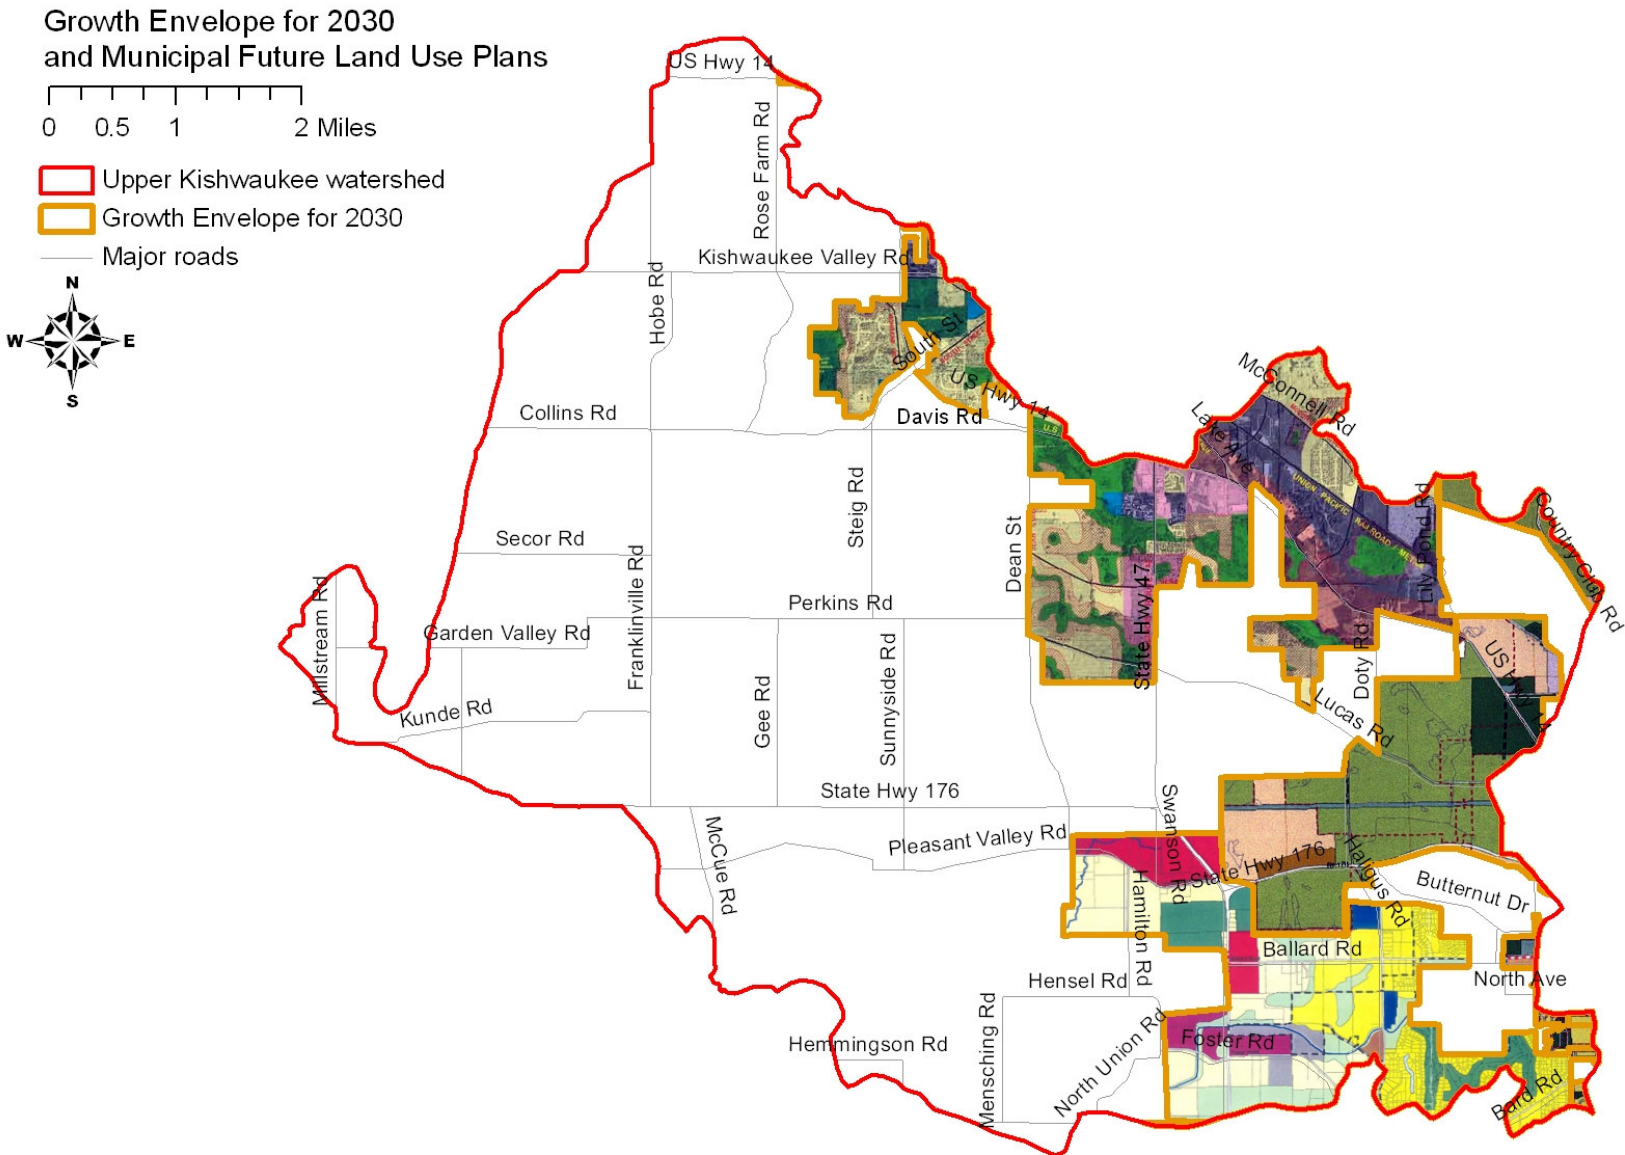 Growth Envelope for 2030
and Municipal Future Land Use Plans
0 0.5 1 2 Miles
Upper Kishwaukee watershed
Growth Envelope for 2030
Major roads
N
W E
S
US Hwy 14
Rose Farm Rd
Kishwaukee Valley Rd
Hobe Rd
South St
US Hwy 14
Collins Rd
Davis Rd
U.S
McConnell Rd
Lake Ave
UNION PACIFIC RAILROAD MET
Lily Pond Rd
Country Club Rd
Steig Rd
Secor Rd
Dean St
Franklinville Rd
State Hwy 47
Millstream Rd
Perkins Rd
Garden Valley Rd
Doty Rd
US Hwy 14
Kunde Rd
Gee Rd
Sunnyside Rd
Lucas Rd
State Hwy 176
McCue Rd
Pleasant Valley Rd
Swanson Rd
State Hwy 176
Haligus Rd
Butternut Dr
Hamilton Rd
Ballard Rd
Hensel Rd
North Ave
Mensching Rd
North Union Rd
Foster Rd
Hemmingson Rd
Bard Rd